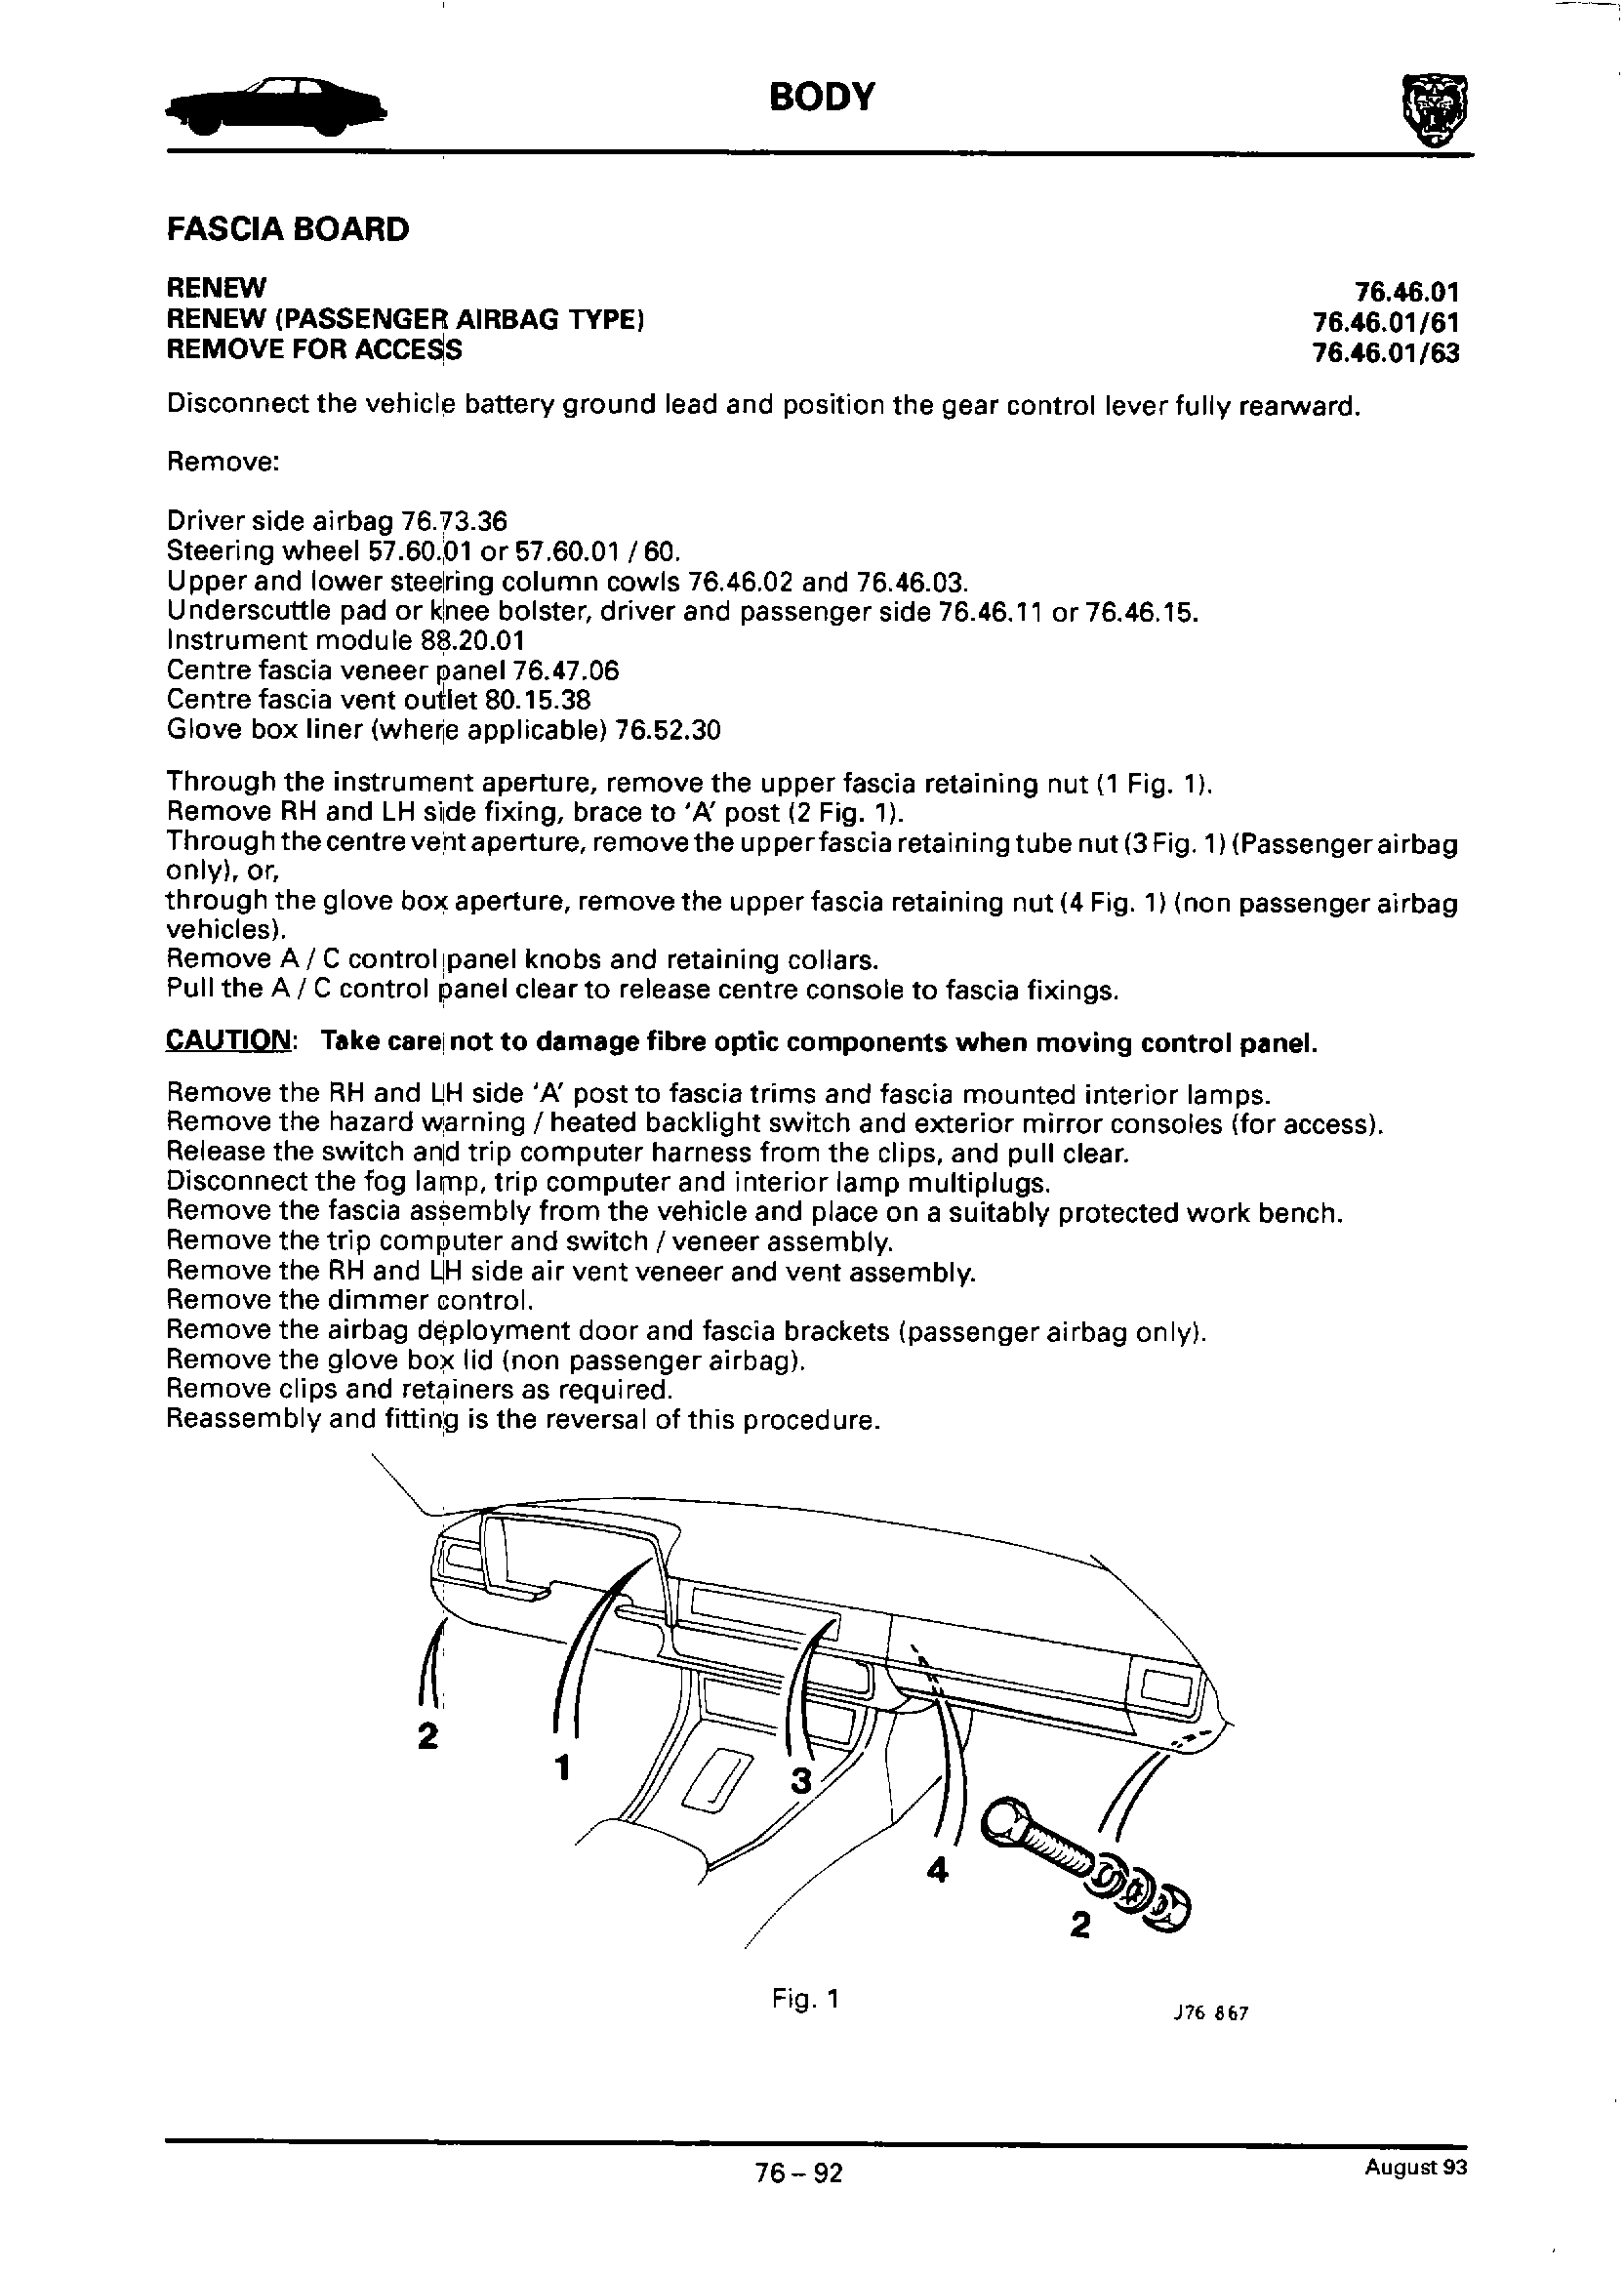 BODY
FASCIA BOARD
RENEW 76.46.01
RENEW (PASSENGER AIRBAG TYPE) 76.46.01/61
REMOVE FOR ACCESS 76.46.01/63
Disconnect the vehicle battery ground lead and position the gear control lever fully rearward.
Remove:
Driver side airbag 76.73.36
Steering wheel 57.60.01 or 57.60.01 / 60.
Upper and lower steering column cowls 76.46.02 and 76.46.03.
Underscuttle pad or knee bolster, driver and passenger side 76.46.11 or 76.46.15.
Instrument module 88.20.01
Centre fascia veneer panel 76.47.06
Centre fascia vent outlet 80.15.38
Glove box liner (where applicable) 76.52.30
Through the instrument aperture, remove the upper fascia retaining nut (1 Fig. 1).
Remove RH and LH side fixing, brace to 'A' post (2 Fig. 1).
Through the centre vent aperture, remove the upper fascia retaining tube nut (3 Fig. 1) (Passenger airbag
only), or,
through the glove box aperture, remove the upper fascia retaining nut (4 Fig. 1) (non passenger airbag
vehicles).
Remove A / C control panel knobs and retaining collars.
Pull the A / C control panel clear to release centre console to fascia fixings.
CAUTION: Take care not to damage fibre optic components when moving control panel.
Remove the RH and LH side 'A' post to fascia trims and fascia mounted interior lamps.
Remove the hazard warning / heated backlight switch and exterior mirror consoles (for access).
Release the switch and trip computer harness from the clips, and pull clear.
Disconnect the fog lamp, trip computer and interior lamp multiplugs.
Remove the fascia assembly from the vehicle and place on a suitably protected work bench.
Remove the trip computer and switch / veneer assembly.
Remove the RH and LH side air vent veneer and vent assembly.
Remove the dimmer control.
Remove the airbag deployment door and fascia brackets (passenger airbag only).
Remove the glove box lid (non passenger airbag).
Remove clips and retainers as required.
Reassembly and fitting is the reversal of this procedure.
2
1
3
4
2
Fig. 1
J76 867
76 – 92
August 93